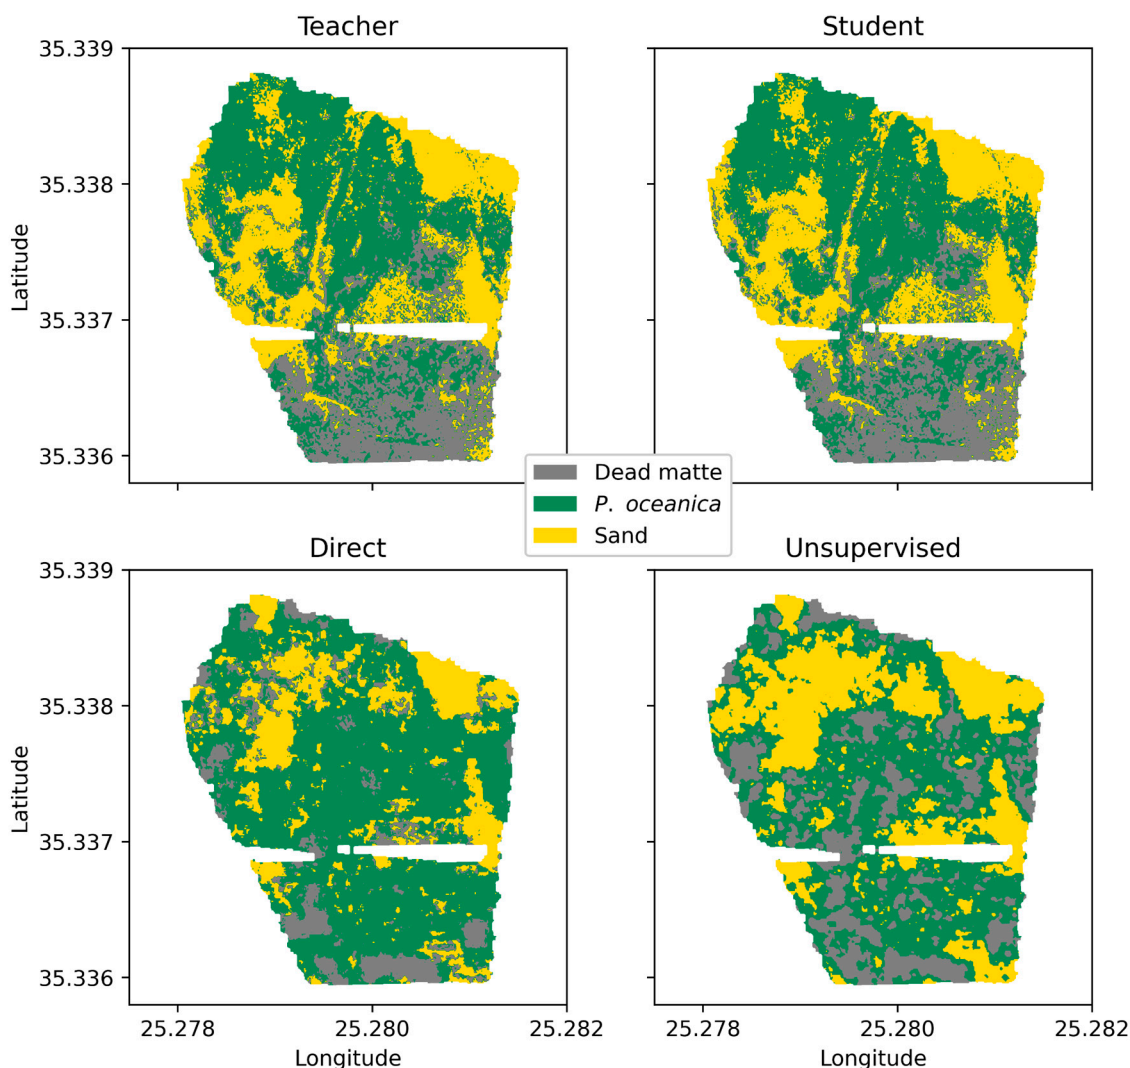 Teacher
Student
35.339
35.338
35.337
35.336
Latitude
Dead matte
P. oceanica
Sand
Direct
Unsupervised
35.339
35.338
35.337
35.336
Latitude
25.278
25.280
25.282
25.278
25.280
25.282
Longitude
Longitude